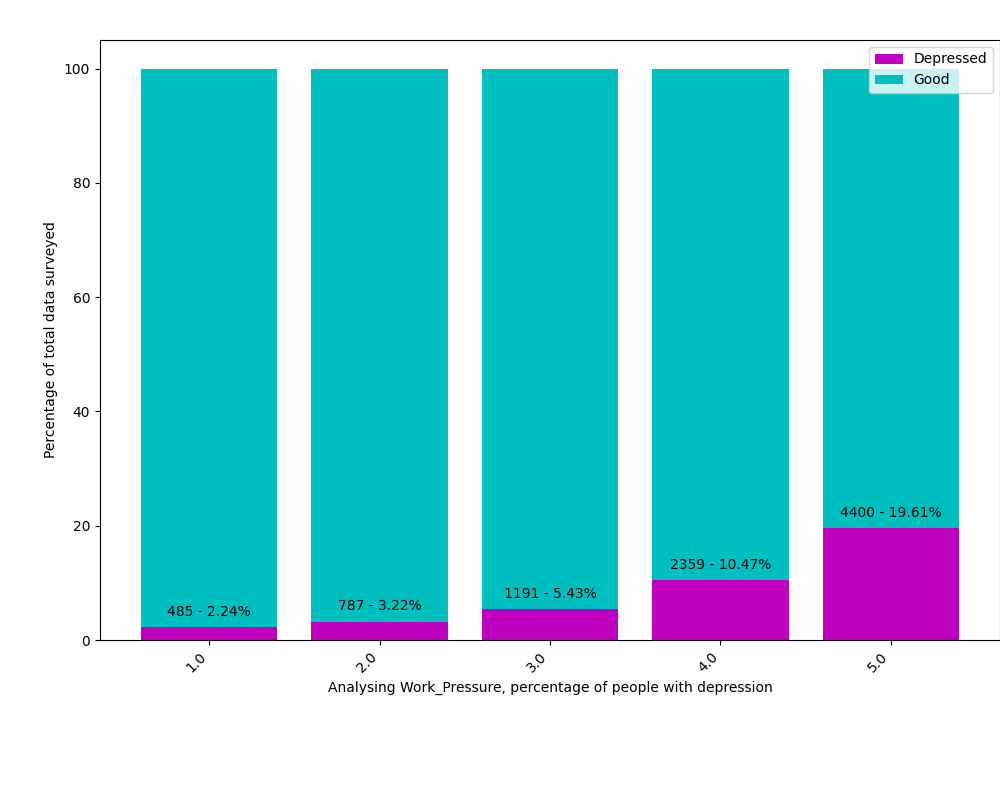 Depressed
Good
100
80
60
40
20
0
Percentage of total data surveyed
485 - 2.24%
787 - 3.22%
1191 - 5.43%
2359 - 10.47%
4400 - 19.61%
1.0
2.0
3.0
4.0
5.0
Analysing Work_Pressure, percentage of people with depression